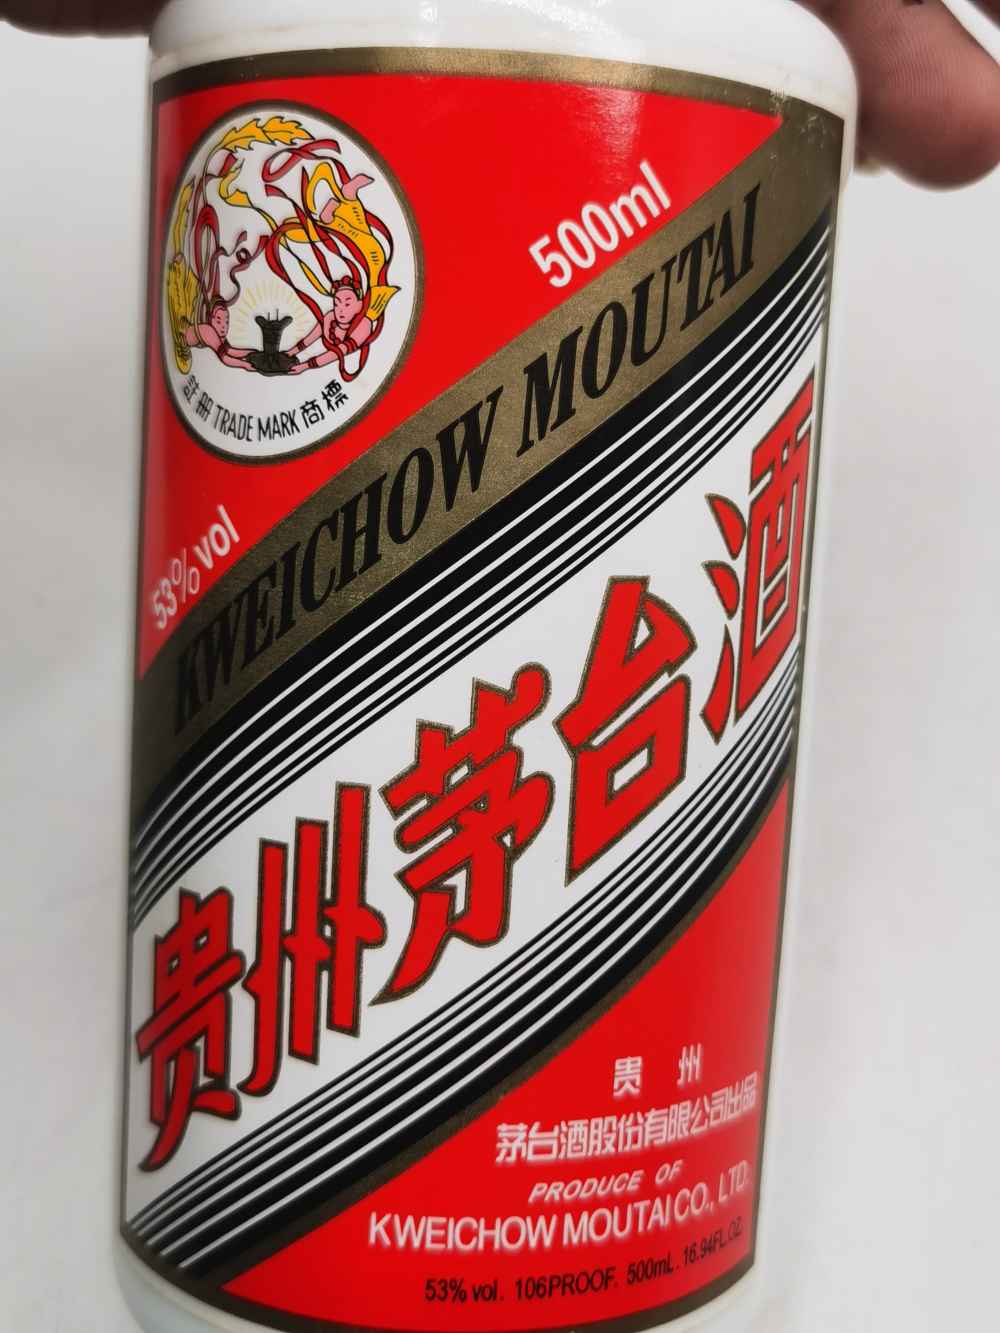 註册 TRADE MARK 商標
500ml
53%vol
KWEICHOW MOUTAI
贵州茅台酒
贵 州
茅台酒股份有限公司出品
PRODUCE OF
KWEICHOW MOUTAI CO., LTD.
53% vol. 106PROOF. 500mL. 16.94FL.OZ.